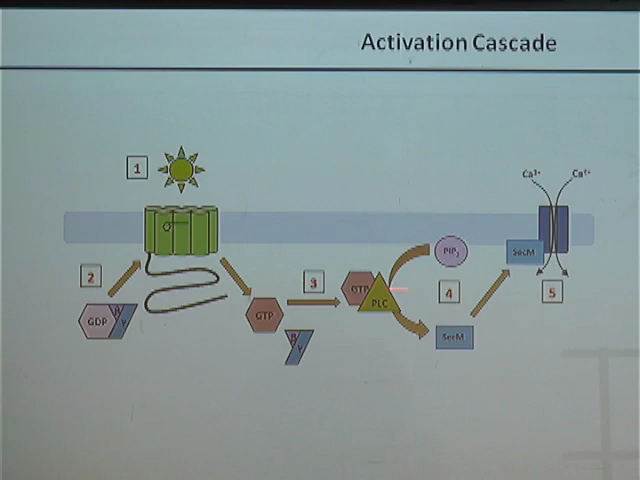 Activation Cascade
1
Ca²⁺ Ca²⁺
PIP₂
SecM
2
3
4
5
GDP
β
γ
GTP
GTP
PLC
SecM
β
γ